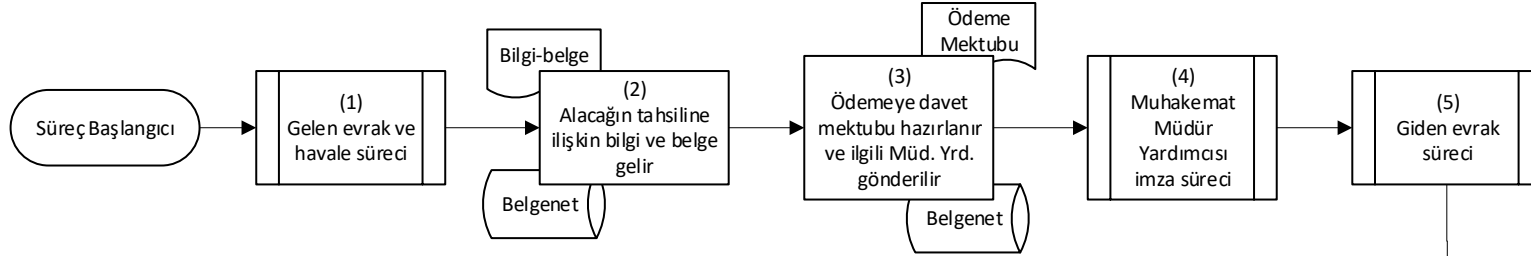 Süreç Başlangıcı
(1)
Gelen evrak ve
havale süreci
Bilgi-belge
(2)
Alacağın tahsiline
ilişkin bilgi ve belge
gelir
Belgenet
Ödeme
Mektubu
(3)
Ödemeye davet
mektubu hazırlanır
ve ilgili Müd. Yrd.
gönderilir
Belgenet
(4)
Muhakemat
Müdür
Yardımcısı
imza süreci
(5)
Giden evrak
süreci